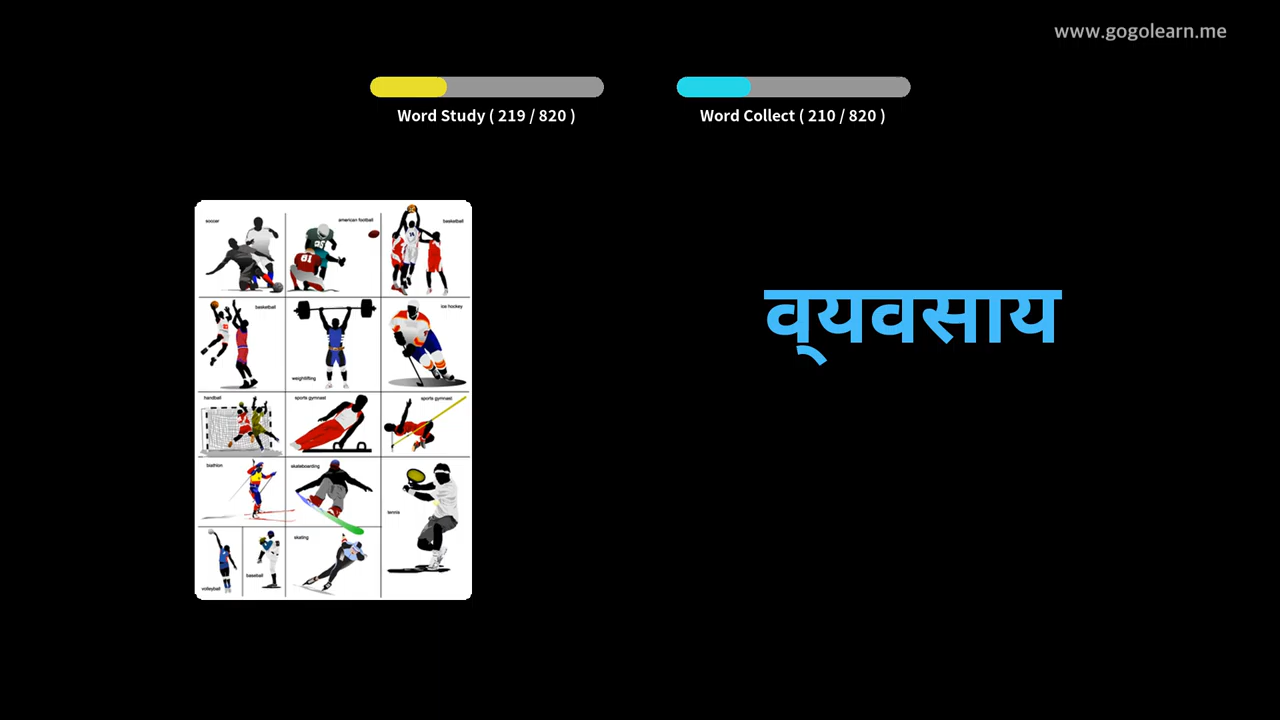 www.gogolearn.me
Word Study ( 219 / 820 )
Word Collect ( 210 / 820 )
soccer
american football
basketball
basketball
weightlifting
ice hockey
handball
sports gymnast
sports gymnast
biathlon
skateboarding
tennis
volleyball
baseball
skating
व्‌यवसाय